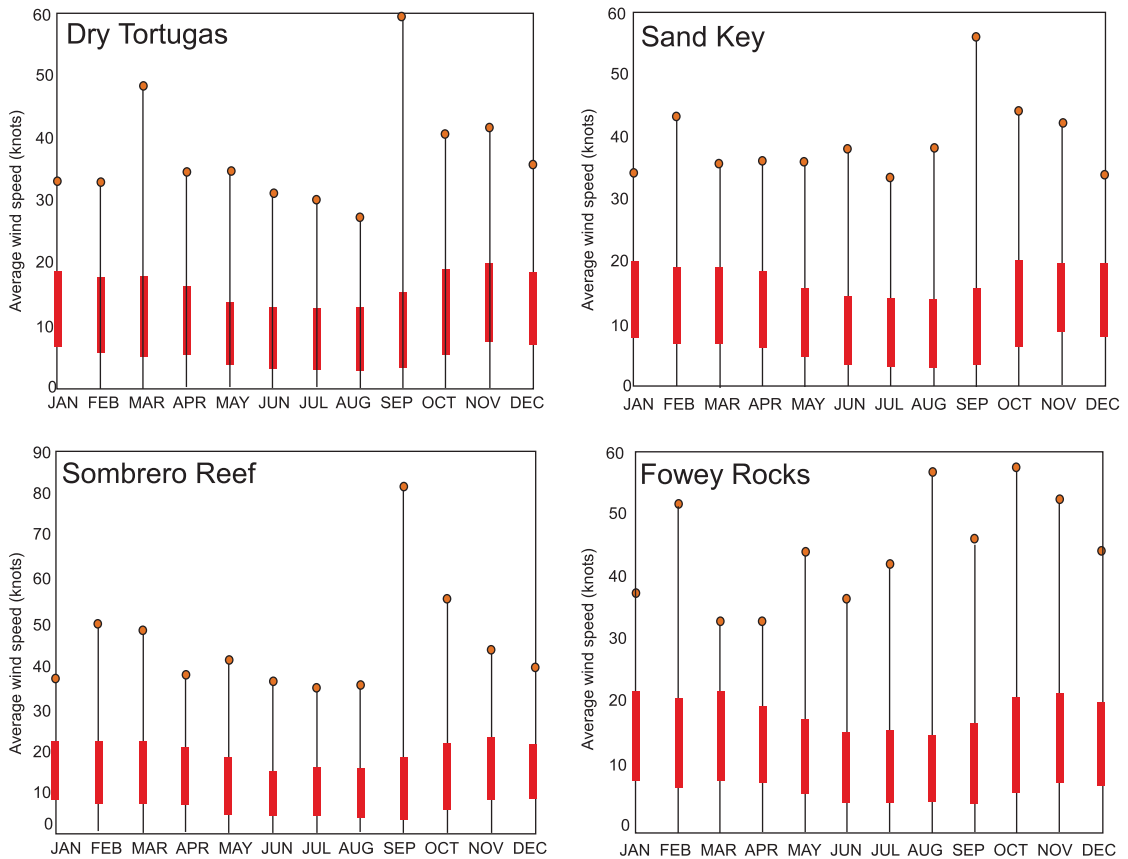 Dry Tortugas
Average wind speed (knots)
60
50
40
30
20
10
0
JAN FEB MAR APR MAY JUN JUL AUG SEP OCT NOV DEC
Sand Key
Average wind speed (knots)
60
50
40
30
20
10
0
JAN FEB MAR APR MAY JUN JUL AUG SEP OCT NOV DEC
Sombrero Reef
Average wind speed (knots)
90
80
70
60
50
40
30
20
10
0
JAN FEB MAR APR MAY JUN JUL AUG SEP OCT NOV DEC
Fowey Rocks
Average wind speed (knots)
60
50
40
30
20
10
0
JAN FEB MAR APR MAY JUN JUL AUG SEP OCT NOV DEC